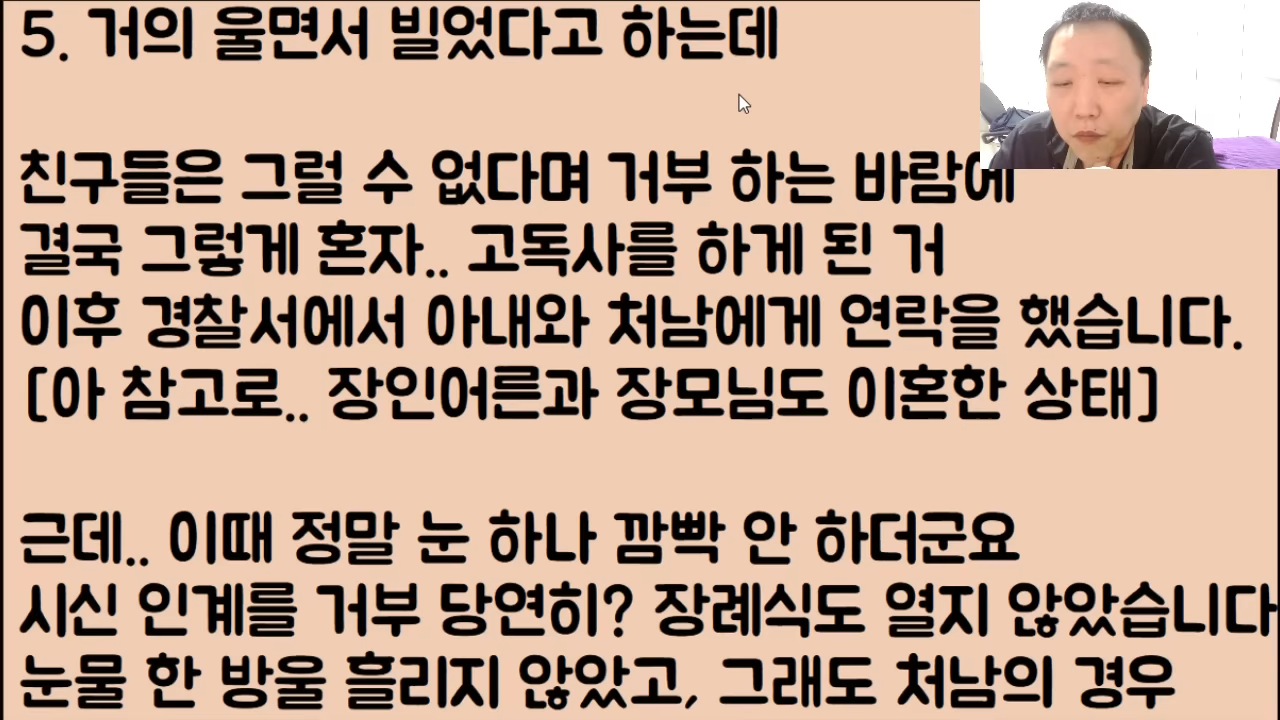 5. 거의 울면서 빌었다고 하는데
친구들은 그럴 수 없다며 거부 하는 바람에
결국 그렇게 혼자.. 고독사를 하게 된 거
이후 경찰서에서 아내와 처남에게 연락을 했습니다.
[아 참고로.. 장인어른과 장모님도 이혼한 상태]
근데.. 이때 정말 눈 하나 깜빡 안 하더군요
시신 인계를 거부 당연히? 장례식도 열지 않았습니다
눈물 한 방울 흘리지 않았고, 그래도 처남의 경우